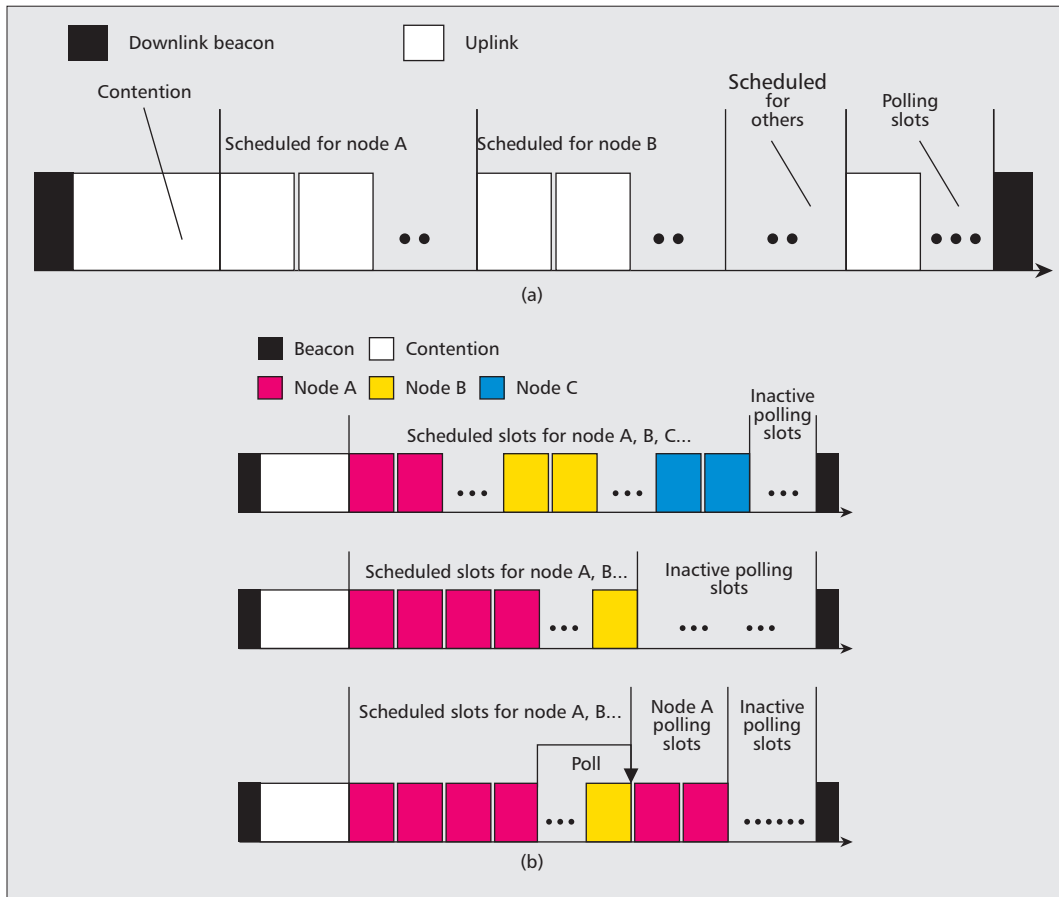 Downlink beacon
Uplink
Contention
Scheduled for node A
Scheduled for node B
Scheduled
for
others
Polling
slots
(a)
Beacon
Contention
Node A
Node B
Node C
Scheduled slots for node A, B, C...
Inactive
polling
slots
Scheduled slots for node A, B...
Inactive polling
slots
Scheduled slots for node A, B...
Node A
polling
slots
Inactive
polling
slots
Poll
(b)